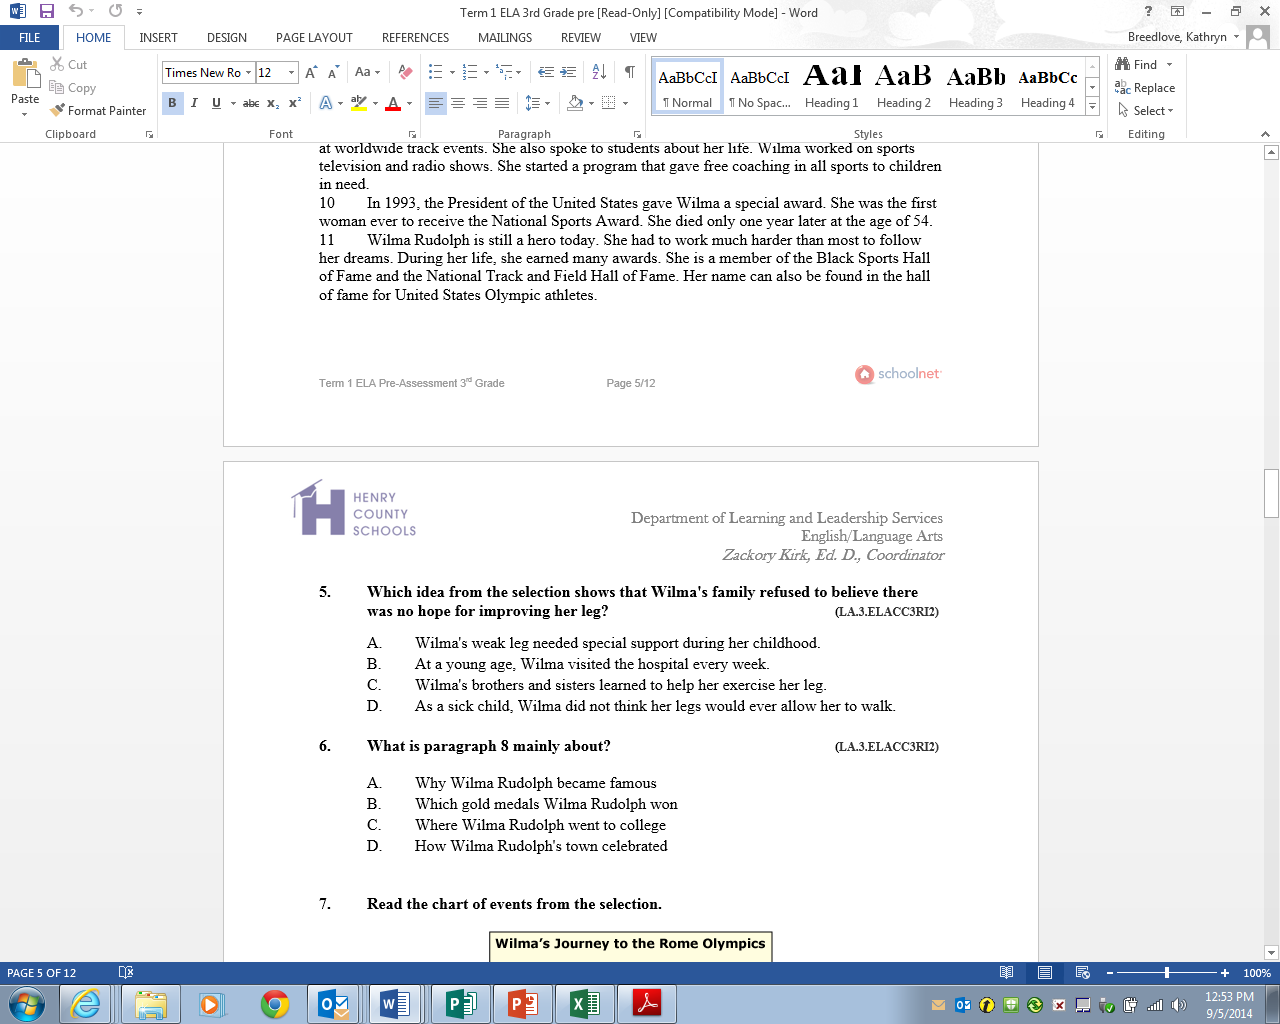 Term 1 ELA 3rd Grade pre [Read-Only] [Compatibility Mode] - Word
FILE HOME INSERT DESIGN PAGE LAYOUT REFERENCES MAILINGS REVIEW VIEW Breedlove, Kathryn
Paste
Cut
Copy
Format Painter
Clipboard
Times New Ro 12
Font
Paragraph
AaBbCcI AaBbCcI AaB AaBb AaBbCc
¶ Normal ¶ No Spac... Heading 1 Heading 2 Heading 3 Heading 4
Styles
Find
Replace
Select
Editing
at worldwide track events. She also spoke to students about her life. Wilma worked on sports
television and radio shows. She started a program that gave free coaching in all sports to children
in need.
10 In 1993, the President of the United States gave Wilma a special award. She was the first
woman ever to receive the National Sports Award. She died only one year later at the age of 54.
11 Wilma Rudolph is still a hero today. She had to work much harder than most to follow
her dreams. During her life, she earned many awards. She is a member of the Black Sports Hall
of Fame and the National Track and Field Hall of Fame. Her name can also be found in the hall
of fame for United States Olympic athletes.
Term 1 ELA Pre-Assessment 3rd Grade Page 5/12 schoolnet
H HENRY
COUNTY
SCHOOLS
Department of Learning and Leadership Services
English/Language Arts
Zackory Kirk, Ed. D., Coordinator
5. Which idea from the selection shows that Wilma's family refused to believe there
was no hope for improving her leg? (LA.3.ELACC3RI2)
A. Wilma's weak leg needed special support during her childhood.
B. At a young age, Wilma visited the hospital every week.
C. Wilma's brothers and sisters learned to help her exercise her leg.
D. As a sick child, Wilma did not think her legs would ever allow her to walk.
6. What is paragraph 8 mainly about? (LA.3.ELACC3RI2)
A. Why Wilma Rudolph became famous
B. Which gold medals Wilma Rudolph won
C. Where Wilma Rudolph went to college
D. How Wilma Rudolph's town celebrated
7. Read the chart of events from the selection.
Wilma's Journey to the Rome Olympics
PAGE 5 OF 12 100%
12:53 PM
9/5/2014